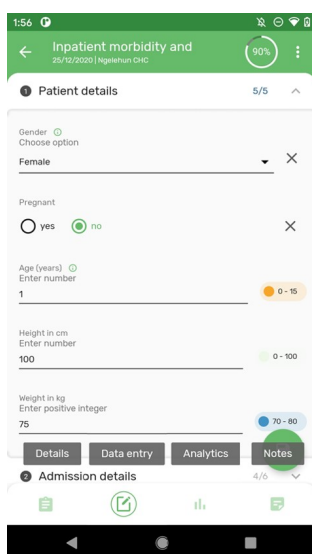 1:56
Inpatient morbidity and
25/12/2020 | Ngelehun CHC
90%
1 Patient details 5/5
Gender
Choose option
Female
Pregnant
yes no
Age (years)
Enter number
1
0 - 15
Height in cm
Enter number
100
0 - 100
Weight in kg
Enter positive integer
75
70 - 80
Details Data entry Analytics Notes
2 Admission details 4/6